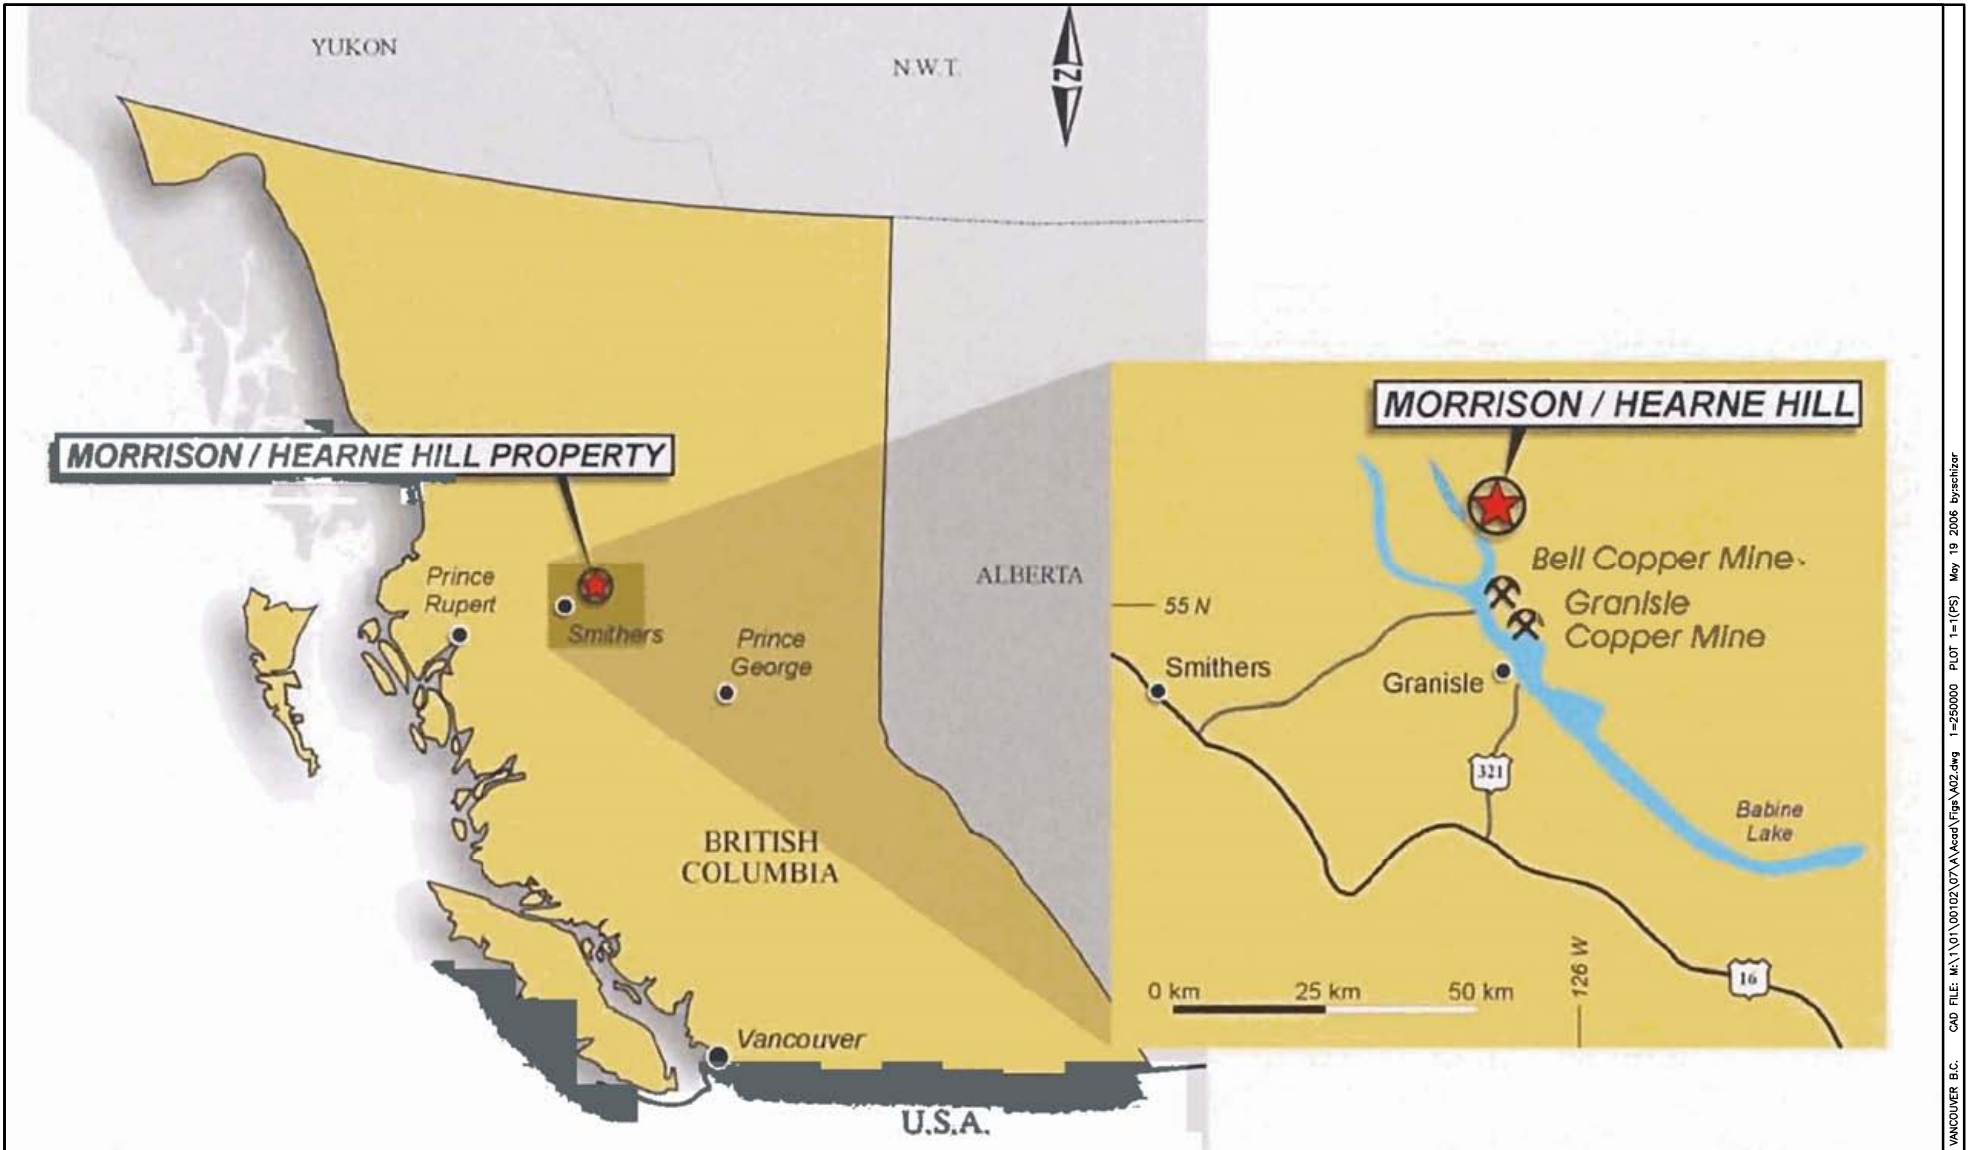 YUKON
N.W.T.
N
MORRISON / HEARNE HILL PROPERTY
Prince
Rupert
Smithers
Prince
George
ALBERTA
BRITISH
COLUMBIA
Vancouver
U.S.A.
MORRISON / HEARNE HILL
Bell Copper Mine
Granisle
Copper Mine
55 N
Smithers
Granisle
321
Babine
Lake
0 km 25 km 50 km
126 W
16
VANCOUVER B.C. CAD FILE: M:\1\01\00102\07\A\Acad\Figs\A02.dwg 1=250000 PLOT 1=1(PS) May 19 2006 by:schizar